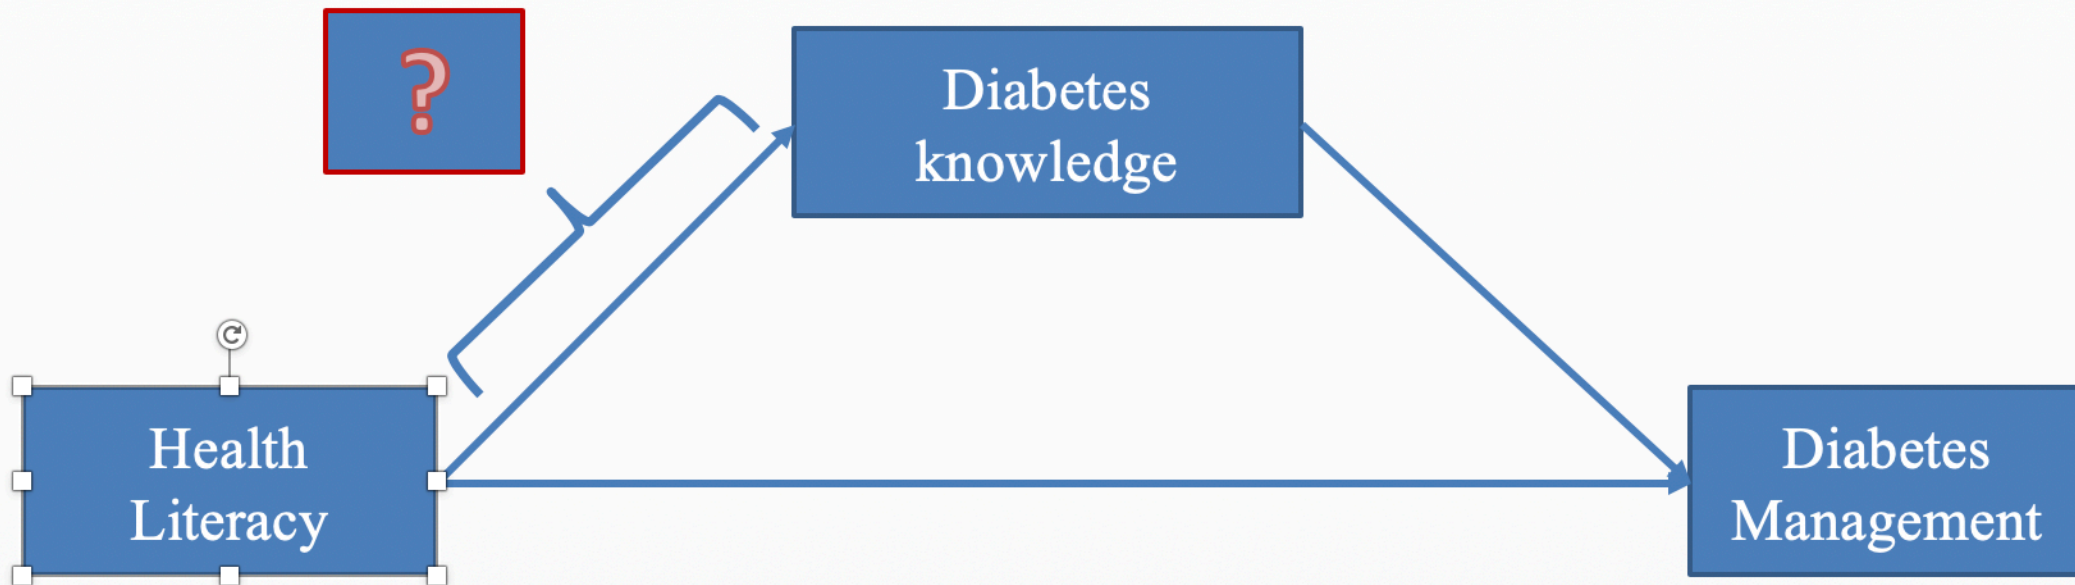 ?
Diabetes
knowledge
Health
Literacy
Diabetes
Management